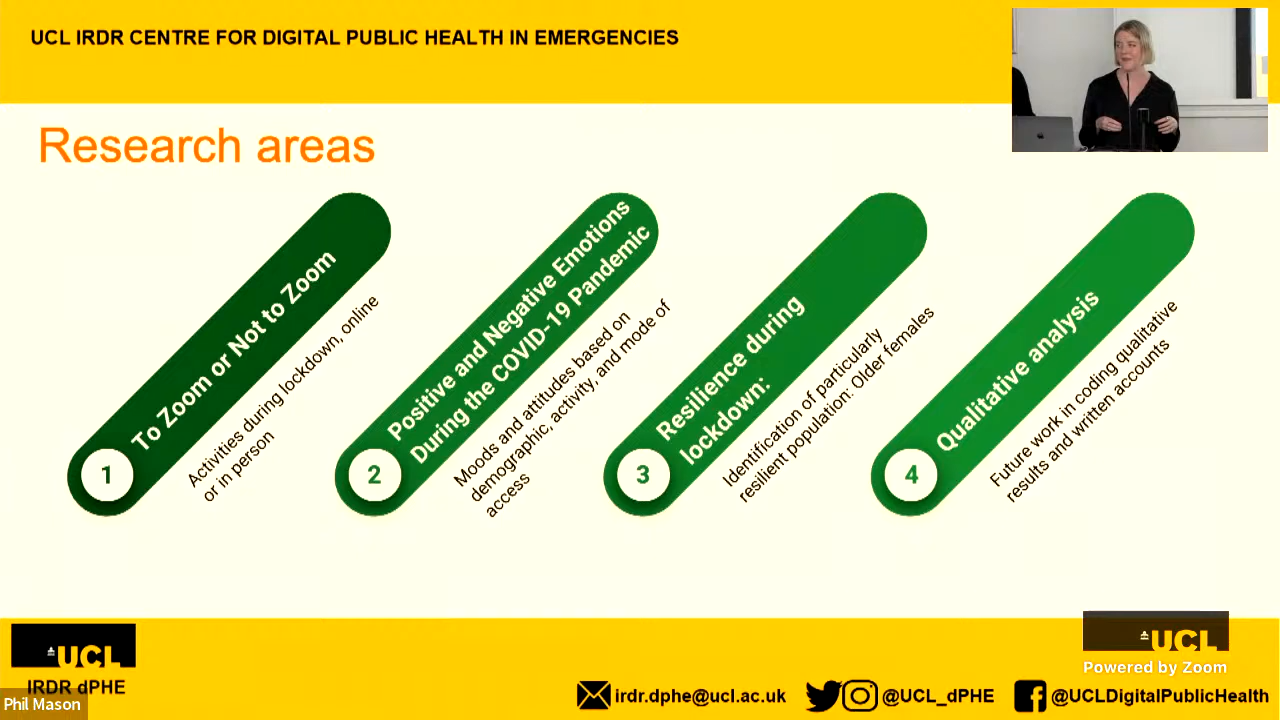 UCL IRDR CENTRE FOR DIGITAL PUBLIC HEALTH IN EMERGENCIES
Research areas
1
To Zoom or Not to Zoom
Activities during lockdown, online
or in person
2
Positive and Negative Emotions
During the COVID-19 Pandemic
Moods and attitudes based on
demographic, activity, and mode of
access
3
Resilience during
lockdown:
Identification of particularly
resilient population: Older females
4
Qualitative analysis
Future work in coding qualitative
results and written accounts
UCL
IRDR dPHE
Phil Mason
irdr.dphe@ucl.ac.uk
@UCL_dPHE
@UCLDigitalPublicHealth
UCL
Powered by Zoom